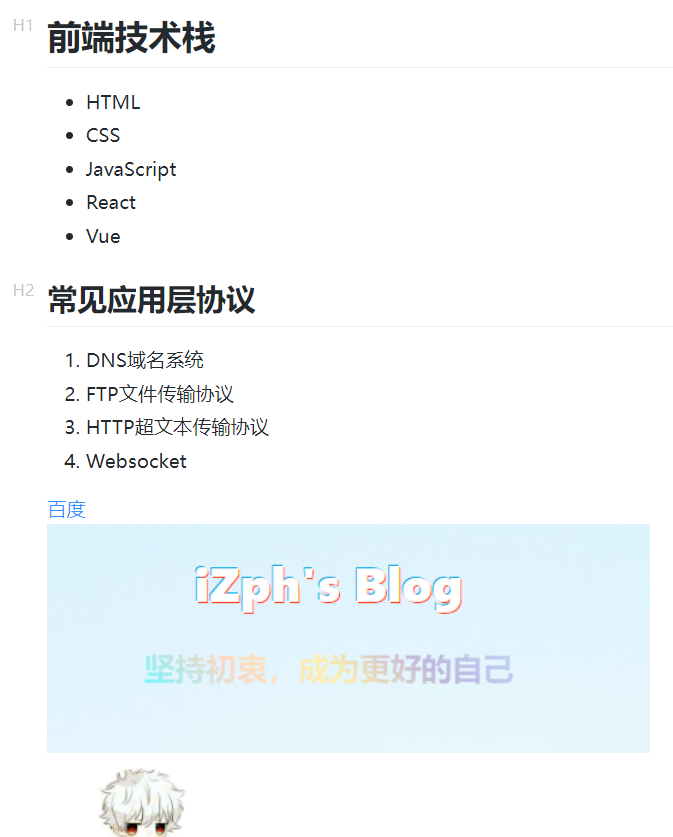 H1
前端技术栈
HTML
CSS
JavaScript
React
Vue
H2
常见应用层协议
1. DNS域名系统
2. FTP文件传输协议
3. HTTP超文本传输协议
4. Websocket
百度
iZph's Blog
坚持初衷，成为更好的自己